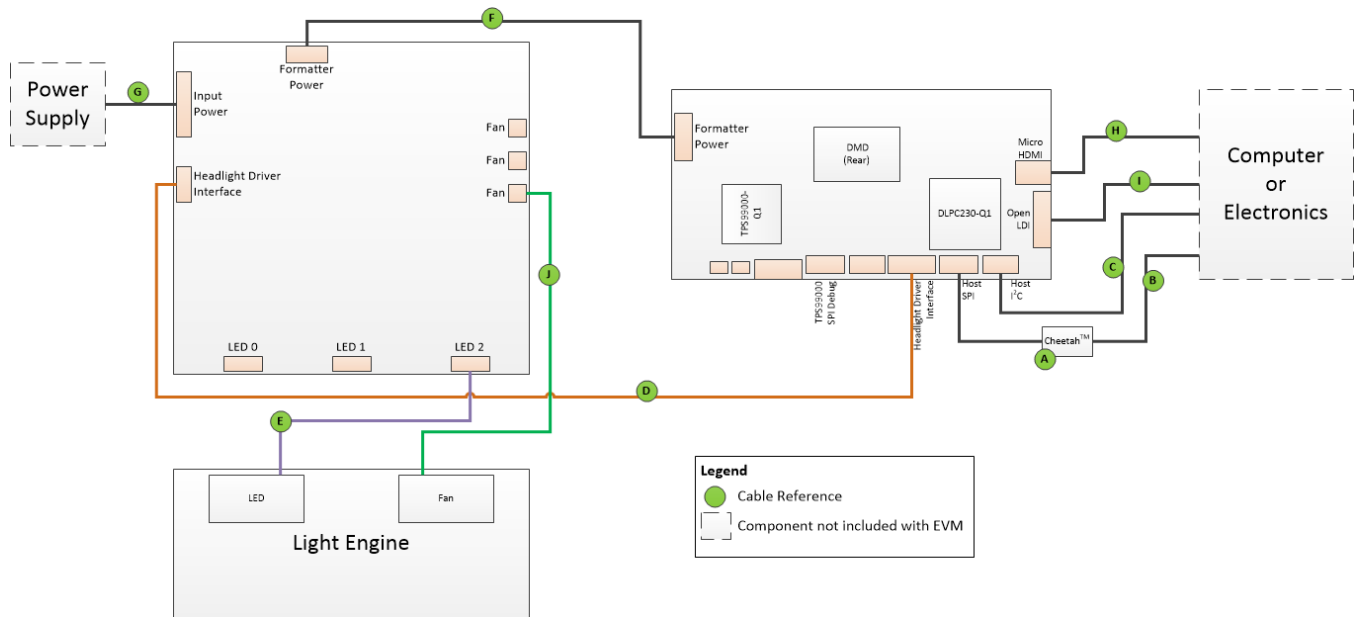 F
Power
Supply
G
Formatter
Power
Input
Power
Headlight Driver
Interface
Fan
Fan
Fan
LED 0
LED 1
LED 2
J
E
D
LED
Fan
Light Engine
Formatter
Power
DMD
(Rear)
TPS99000-
Q1
DLPC230-Q1
Micro
HDMI
Open
LDI
TPS99000
SPI Debug
Headlight Driver
Interface
Host
SPI
Host
I²C
H
I
C
B
Cheetah™
A
Computer
or
Electronics
Legend
Cable Reference
Component not included with EVM